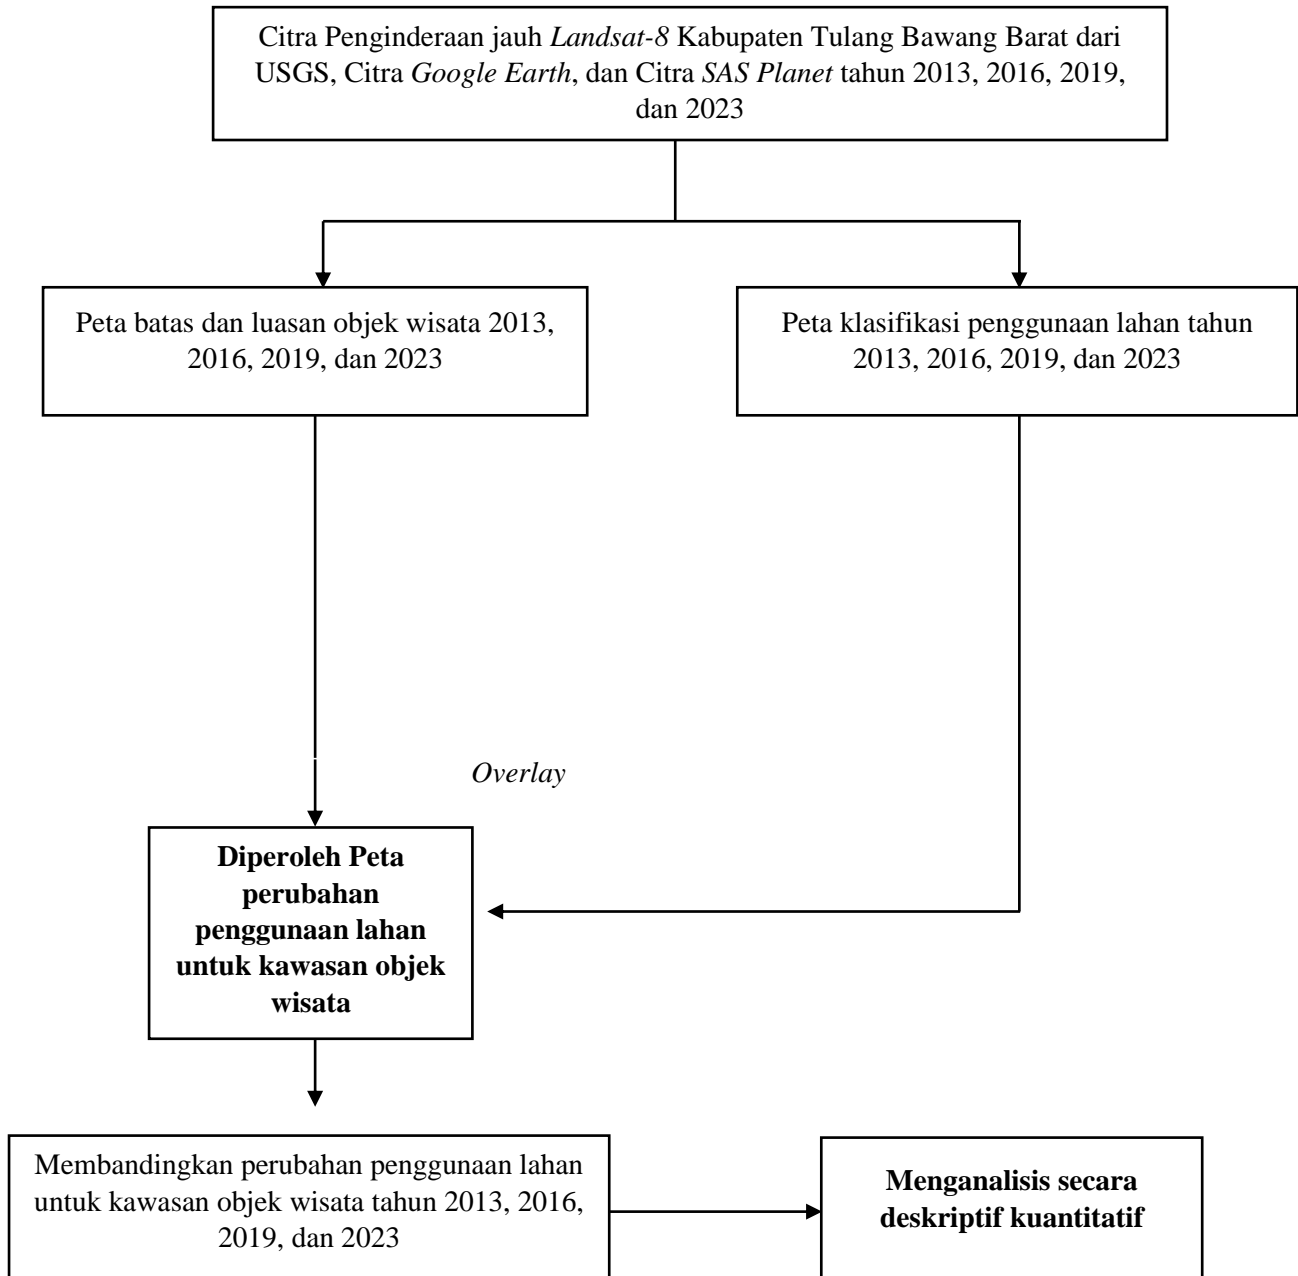 Citra Penginderaan jauh Landsat-8 Kabupaten Tulang Bawang Barat dari
USGS, Citra Google Earth, dan Citra SAS Planet tahun 2013, 2016, 2019,
dan 2023
Peta batas dan luasan objek wisata 2013,
2016, 2019, dan 2023
Peta klasifikasi penggunaan lahan tahun
2013, 2016, 2019, dan 2023
Overlay
Diperoleh Peta
perubahan
penggunaan lahan
untuk kawasan objek
wisata
Membandingkan perubahan penggunaan lahan
untuk kawasan objek wisata tahun 2013, 2016,
2019, dan 2023
Menganalisis secara
deskriptif kuantitatif